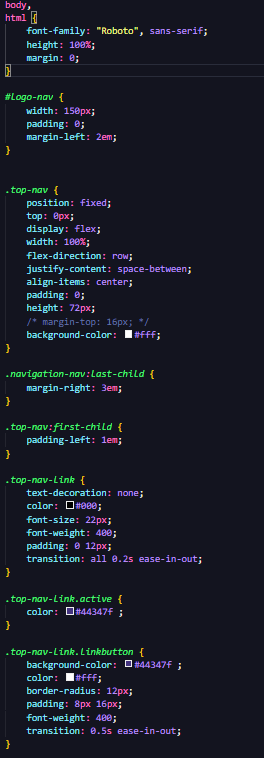 body,
html {
font-family: "Roboto", sans-serif;
height: 100%;
margin: 0;
}
#logo-nav {
width: 150px;
padding: 0;
margin-left: 2em;
}
.top-nav {
position: fixed;
top: 0px;
display: flex;
width: 100%;
flex-direction: row;
justify-content: space-between;
align-items: center;
padding: 0;
height: 72px;
/* margin-top: 16px; */
background-color: #fff;
}
.navigation-nav:last-child {
margin-right: 3em;
}
.top-nav:first-child {
padding-left: 1em;
}
.top-nav-link {
text-decoration: none;
color: #000;
font-size: 22px;
font-weight: 400;
padding: 0 12px;
transition: all 0.2s ease-in-out;
}
.top-nav-link.active {
color: #44347f ;
}
.top-nav-link.linkbutton {
background-color: #44347f ;
color: #fff;
border-radius: 12px;
padding: 8px 16px;
font-weight: 400;
transition: 0.5s ease-in-out;
}